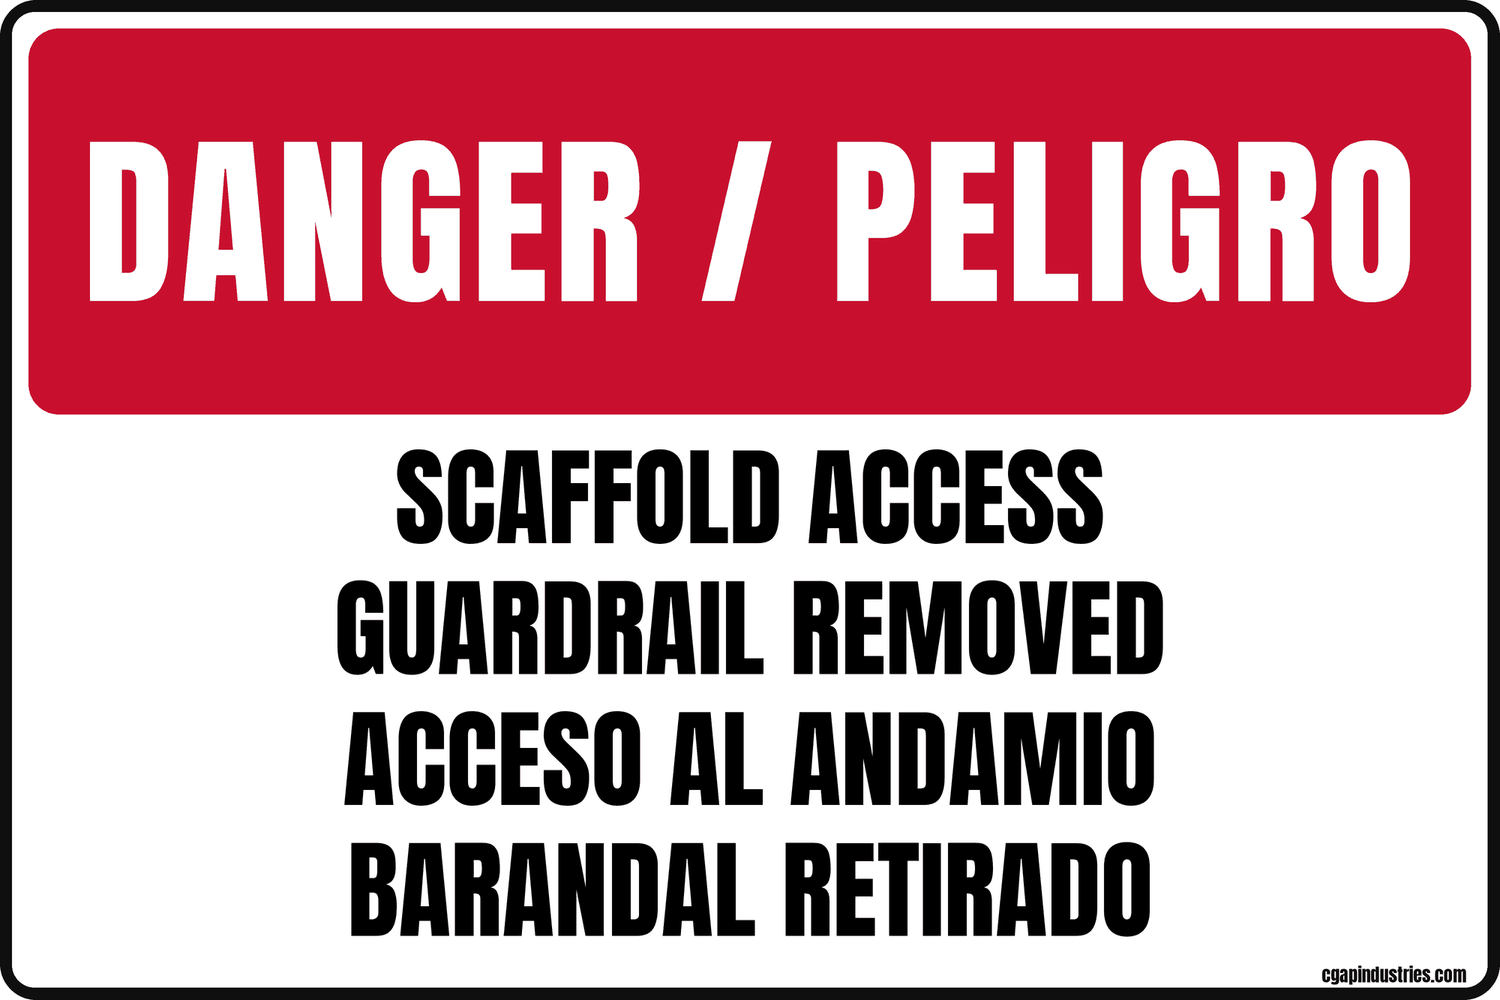 DANGER / PELIGRO
SCAFFOLD ACCESS
GUARDRAIL REMOVED
ACCESO AL ANDAMIO
BARANDAL RETIRADO
cgapindustries.com